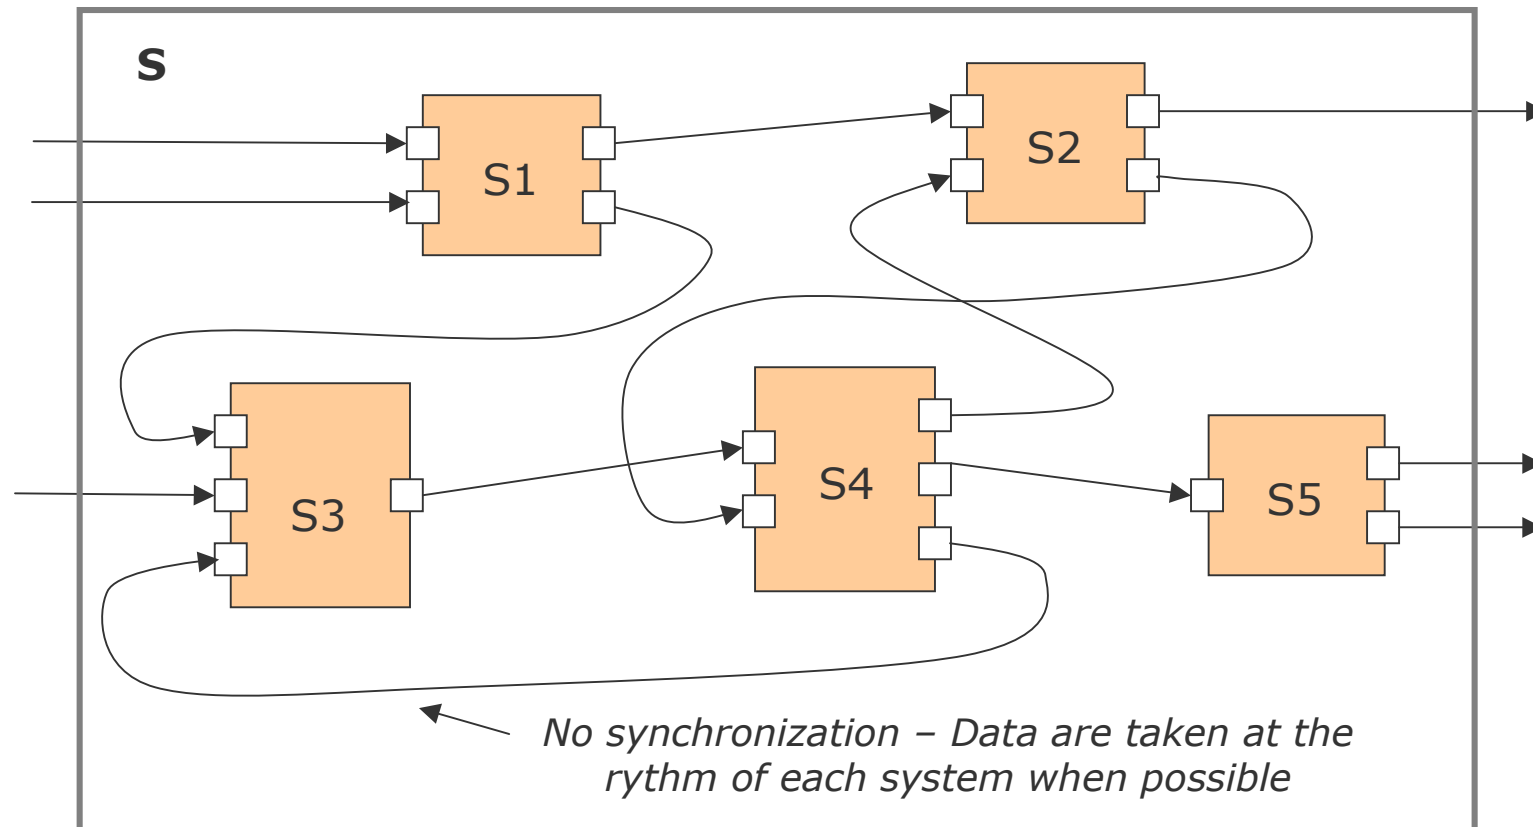 S
S1
S2
S3
S4
S5
No synchronization – Data are taken at the
rythm of each system when possible